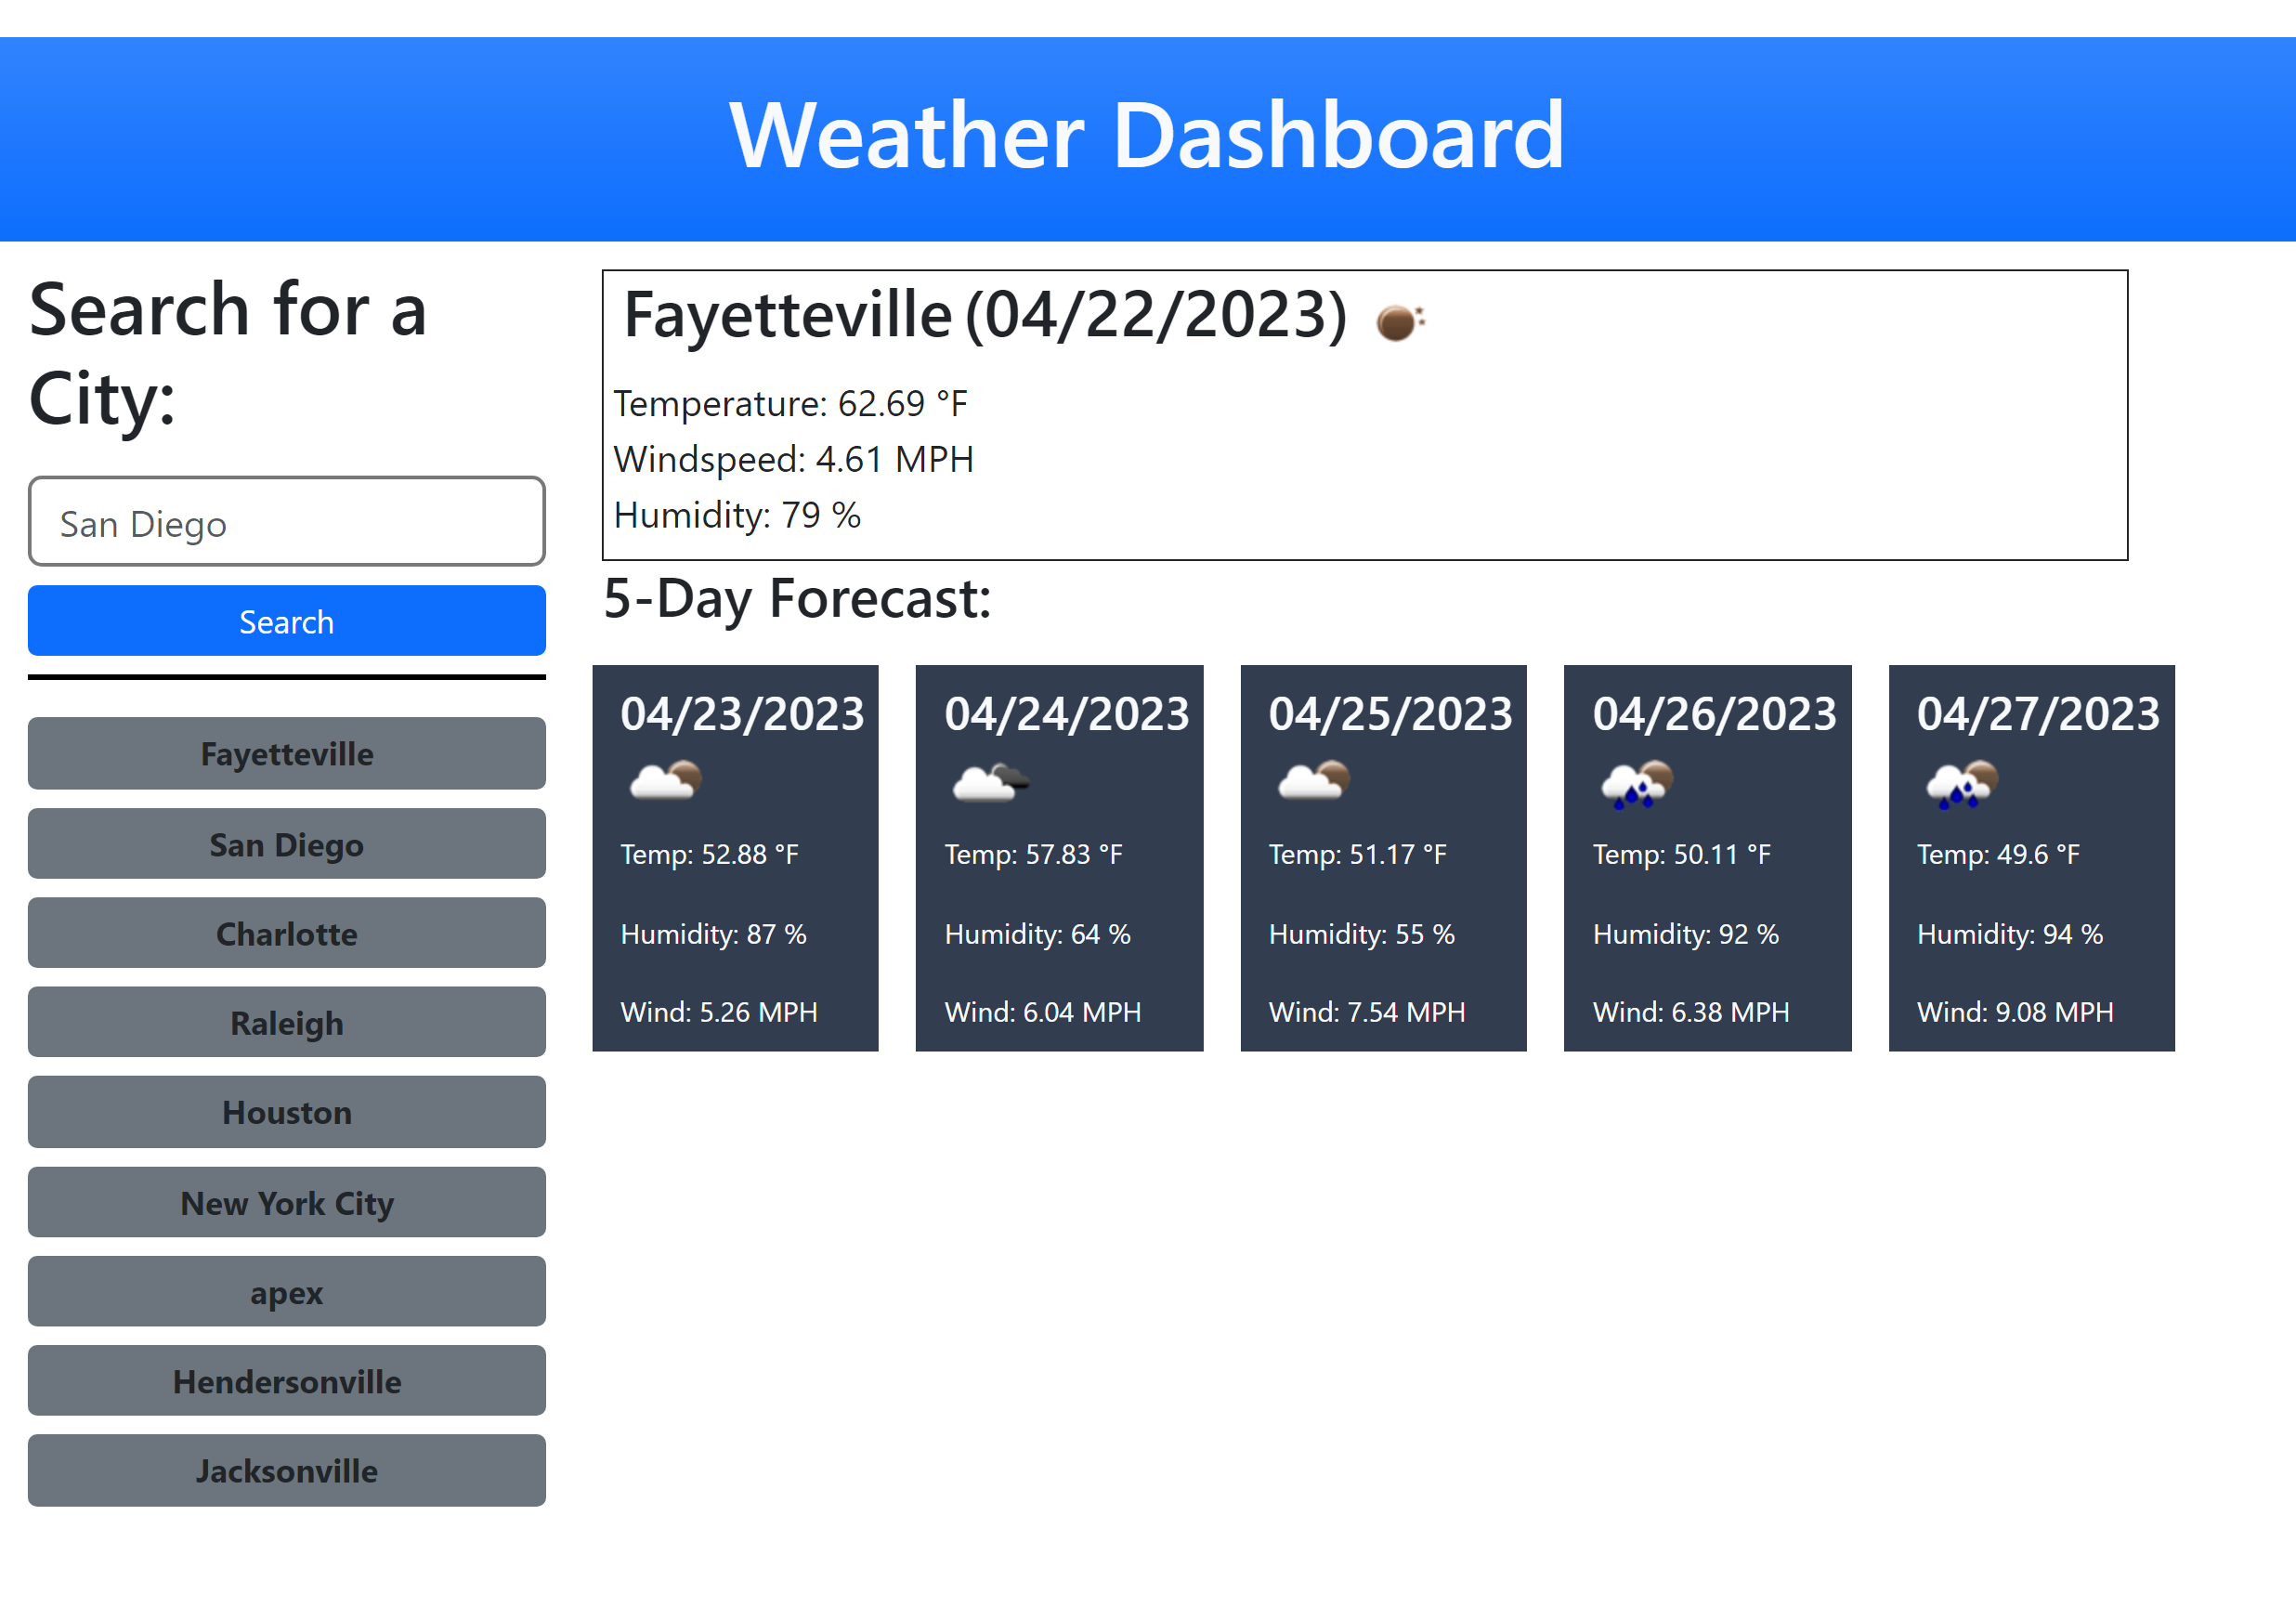 Weather Dashboard
Search for a
City:
San Diego
Search
Fayetteville
San Diego
Charlotte
Raleigh
Houston
New York City
apex
Hendersonville
Jacksonville
Fayetteville (04/22/2023)
Temperature: 62.69 °F
Windspeed: 4.61 MPH
Humidity: 79 %
5-Day Forecast:
04/23/2023
Temp: 52.88 °F
Humidity: 87 %
Wind: 5.26 MPH
04/24/2023
Temp: 57.83 °F
Humidity: 64 %
Wind: 6.04 MPH
04/25/2023
Temp: 51.17 °F
Humidity: 55 %
Wind: 7.54 MPH
04/26/2023
Temp: 50.11 °F
Humidity: 92 %
Wind: 6.38 MPH
04/27/2023
Temp: 49.6 °F
Humidity: 94 %
Wind: 9.08 MPH